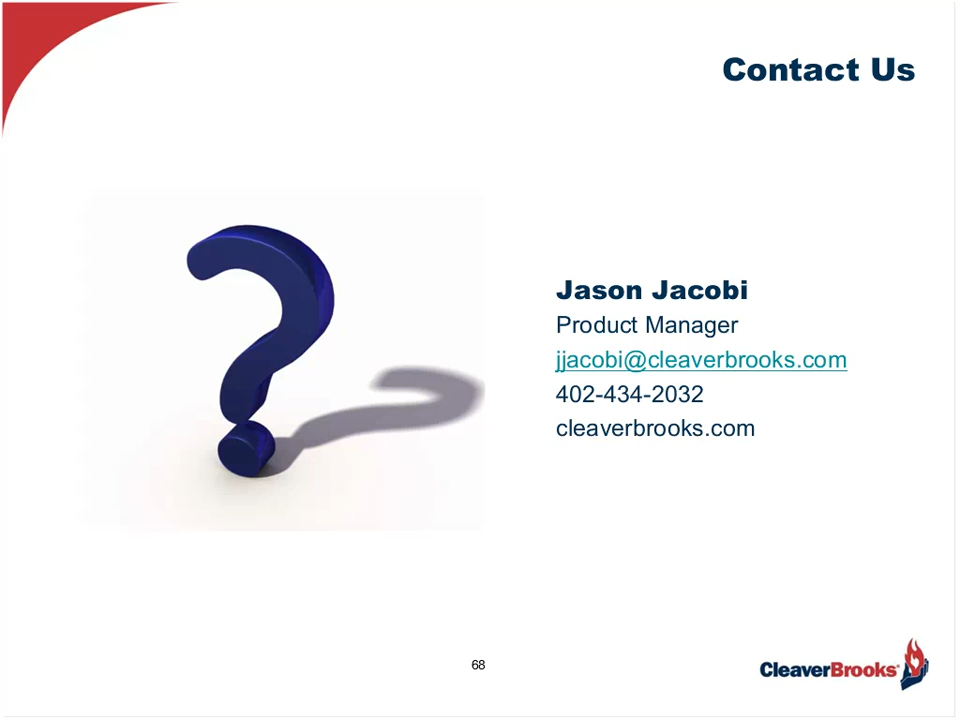 Contact Us
Jason Jacobi
Product Manager
jjacobi@cleaverbrooks.com
402-434-2032
cleaverbrooks.com
68
CleaverBrooks